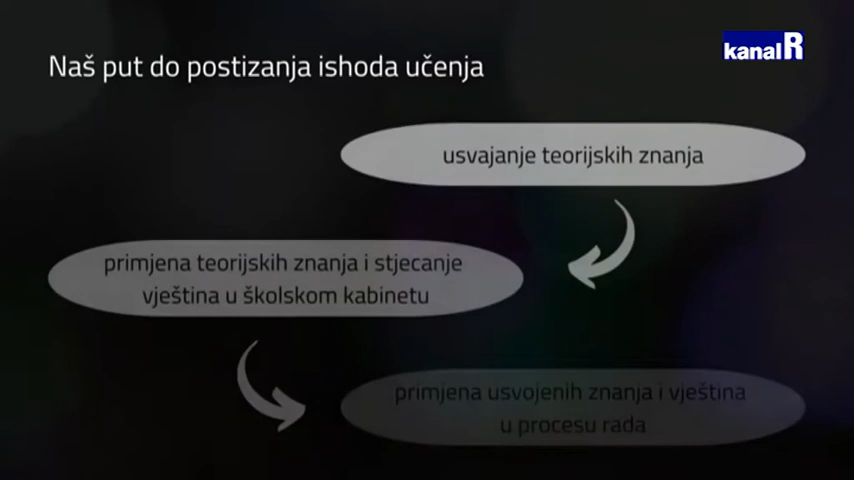 Naš put do postizanja ishoda učenja
kanalR
usvajanje teorijskih znanja
primjena teorijskih znanja i stjecanje
vještina u školskom kabinetu
primjena usvojenih znanja i vještina
u procesu rada